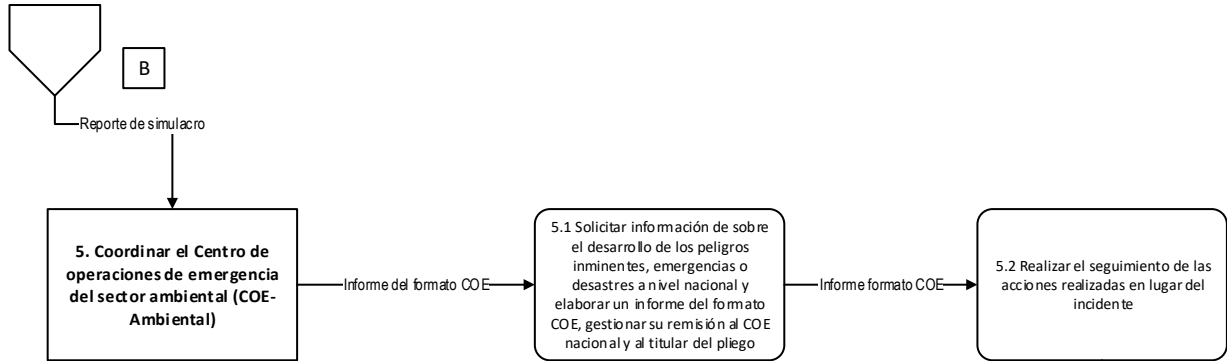 B
Reporte de simulacro
5. Coordinar el Centro de
operaciones de emergencia
del sector ambiental (COE-
Ambiental)
Informe del formato COE
5.1 Solicitar información de sobre
el desarrollo de los peligros
inminentes, emergencias o
desastres a nivel nacional y
elaborar un informe del formato
COE, gestionar su remisión al COE
nacional y al titular del pliego
Informe formato COE
5.2 Realizar el seguimiento de las
acciones realizadas en lugar del
incidente